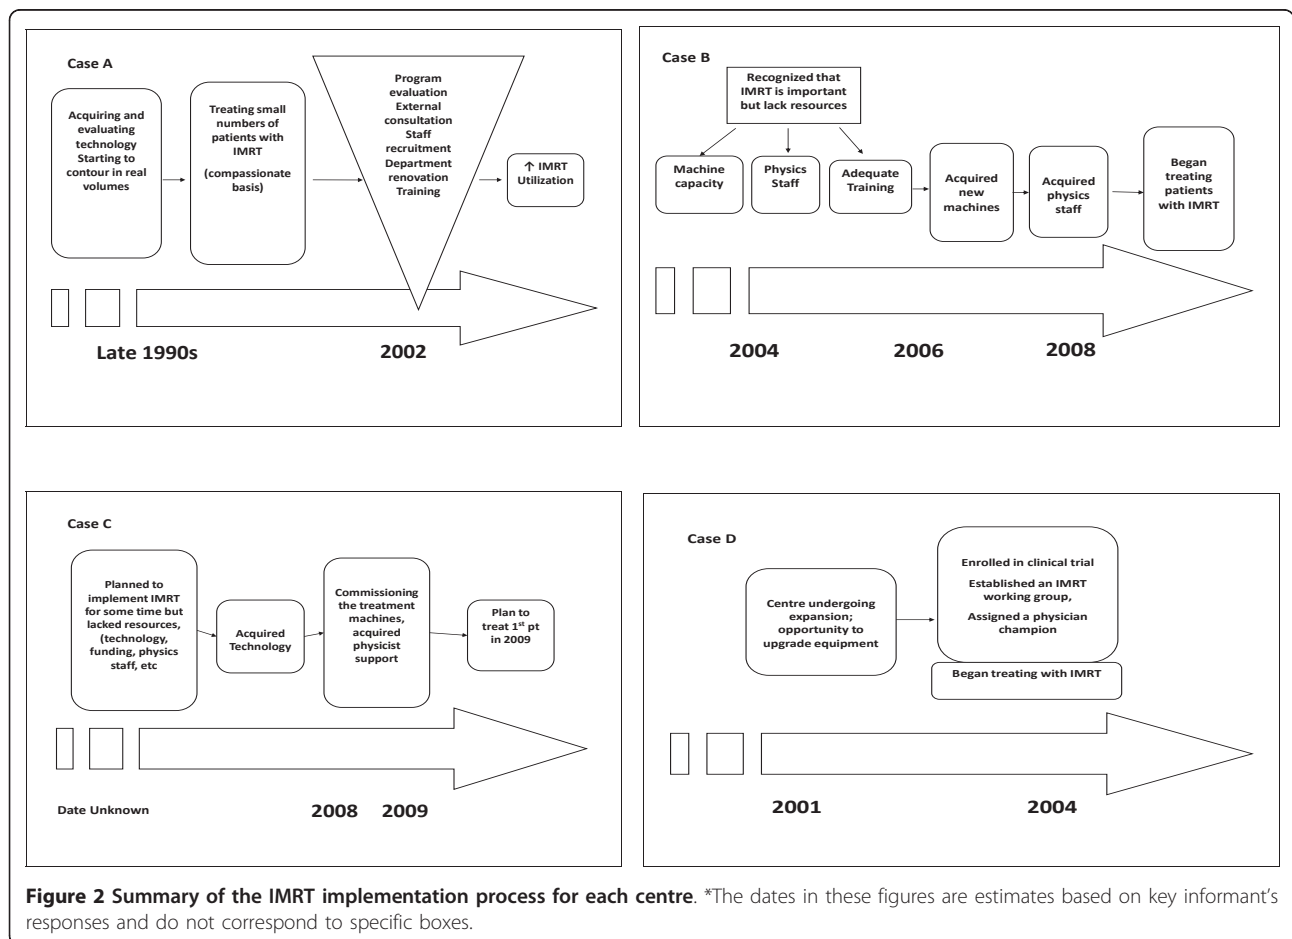 Case A
Acquiring and
evaluating
technology
Starting to
contour in real
volumes
Treating small
numbers of
patients with
IMRT
(compassionate
basis)
Program
evaluation
External
consultation
Staff
recruitment
Department
renovation
Training
↑ IMRT
Utilization
Late 1990s
2002
Case B
Recognized that
IMRT is important
but lack resources
Machine
capacity
Physics
Staff
Adequate
Training
Acquired
new
machines
Acquired
physics
staff
Began
treating
patients
with IMRT
2004
2006
2008
Case C
Planned to
implement IMRT
for some time but
lacked resources,
(technology,
funding, physics
staff, etc
Acquired
Technology
Commissioning
the treatment
machines,
acquired
physicist
support
Plan to
treat 1st pt
in 2009
Date Unknown
2008
2009
Case D
Centre undergoing
expansion;
opportunity to
upgrade equipment
Enrolled in clinical trial
Established an IMRT
working group,
Assigned a physician
champion
Began treating with IMRT
2001
2004
Figure 2 Summary of the IMRT implementation process for each centre. *The dates in these figures are estimates based on key informant's
responses and do not correspond to specific boxes.